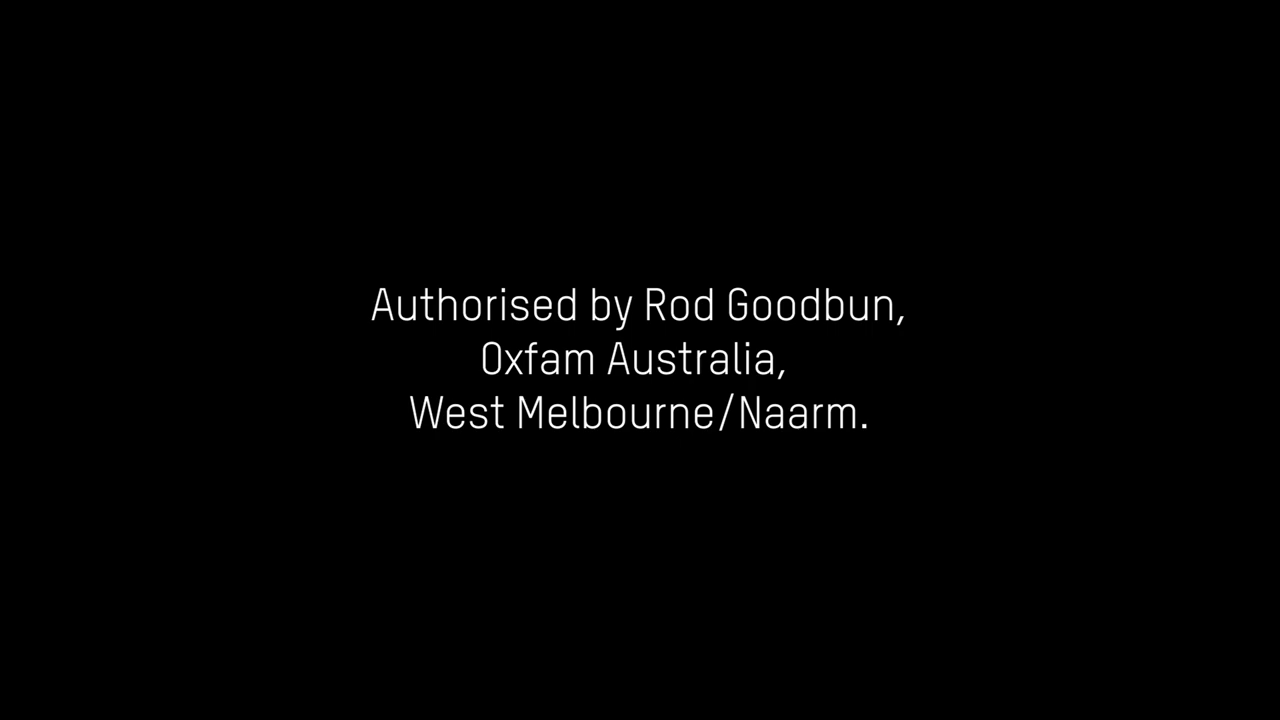 Authorised by Rod Goodbun,
Oxfam Australia,
West Melbourne/Naarm.